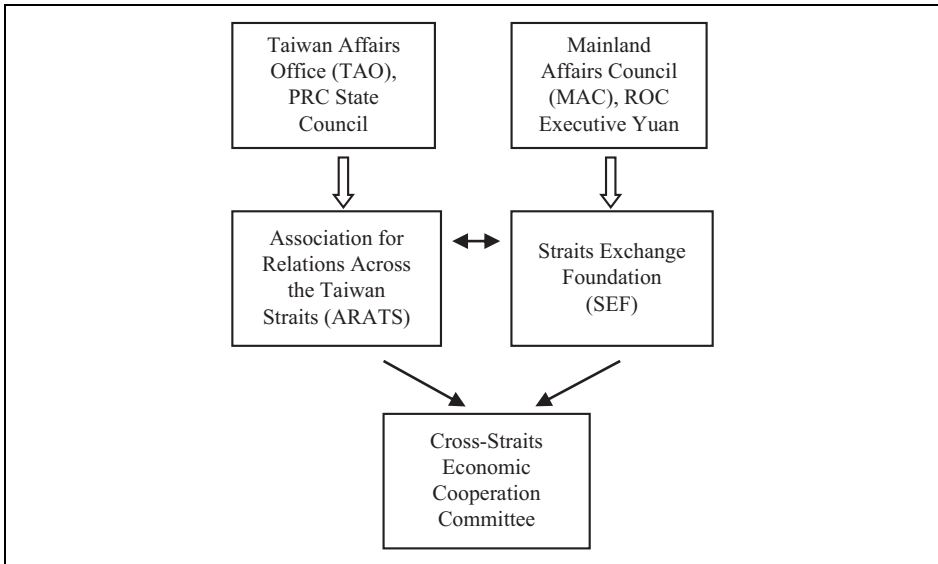 Taiwan Affairs
Office (TAO),
PRC State
Council
Mainland
Affairs Council
(MAC), ROC
Executive Yuan
Association for
Relations Across
the Taiwan
Straits (ARATS)
Straits Exchange
Foundation
(SEF)
Cross-Straits
Economic
Cooperation
Committee